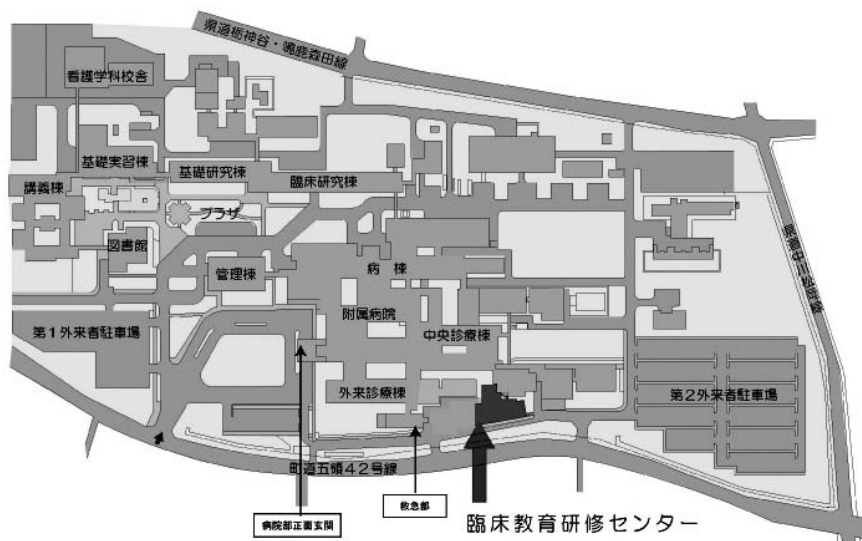 県道栃神谷・鳴鹿森田線
看護学科校舎
基礎実習棟
基礎研究棟
講義棟
臨床研究棟
プラザ
図書館
病 棟
管理棟
県道中川松岡線
附属病院
第1外来者駐車場
中央診療棟
外来診療棟
第2外来者駐車場
町道五領42号線
病院部正面玄関
救急部
臨床教育研修センター